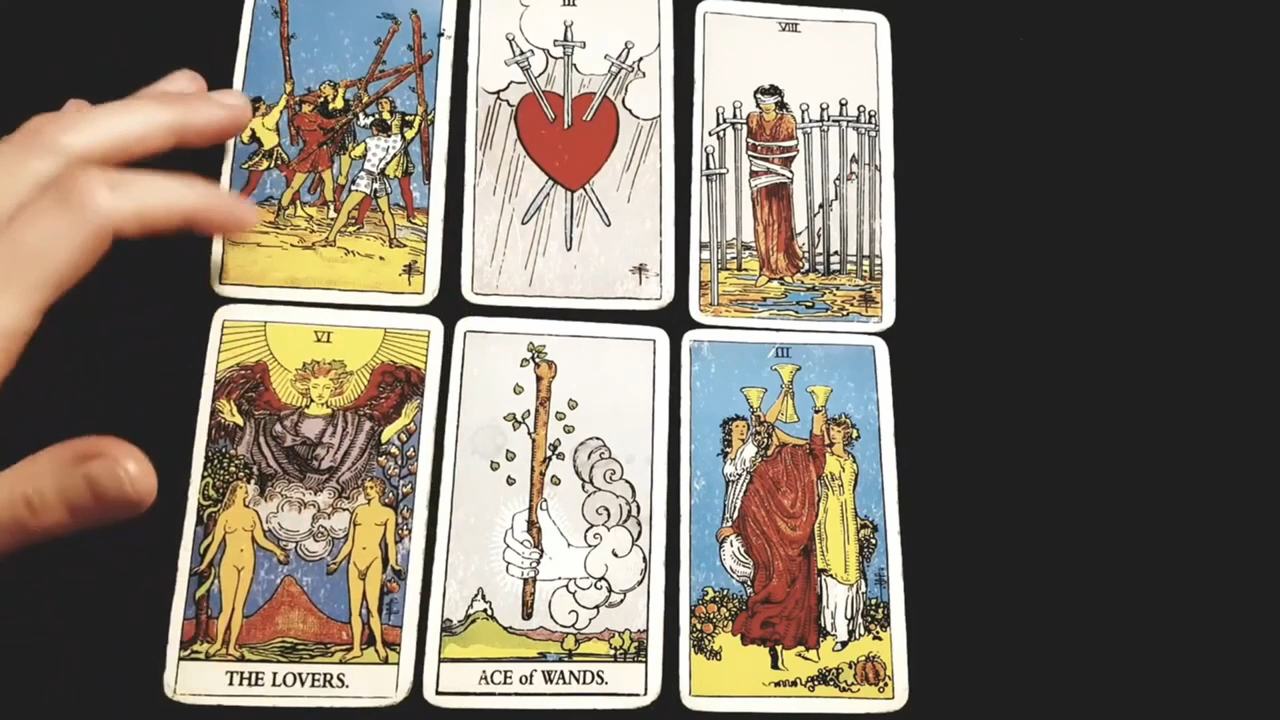 III
VIII
VI
THE LOVERS.
ACE of WANDS.
III